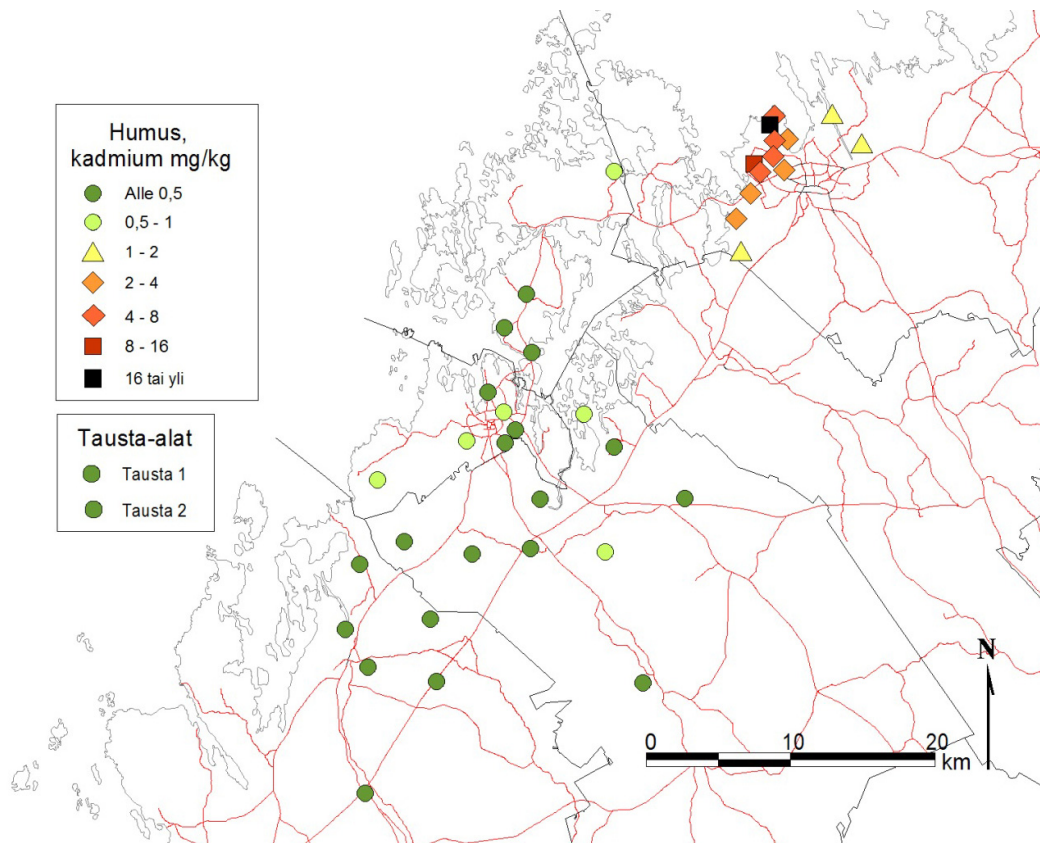 Humus,
kadmium mg/kg
Alle 0,5
0,5 - 1
1 - 2
2 - 4
4 - 8
8 - 16
16 tai yli
Tausta-alat
Tausta 1
Tausta 2
N
0 10 20
km